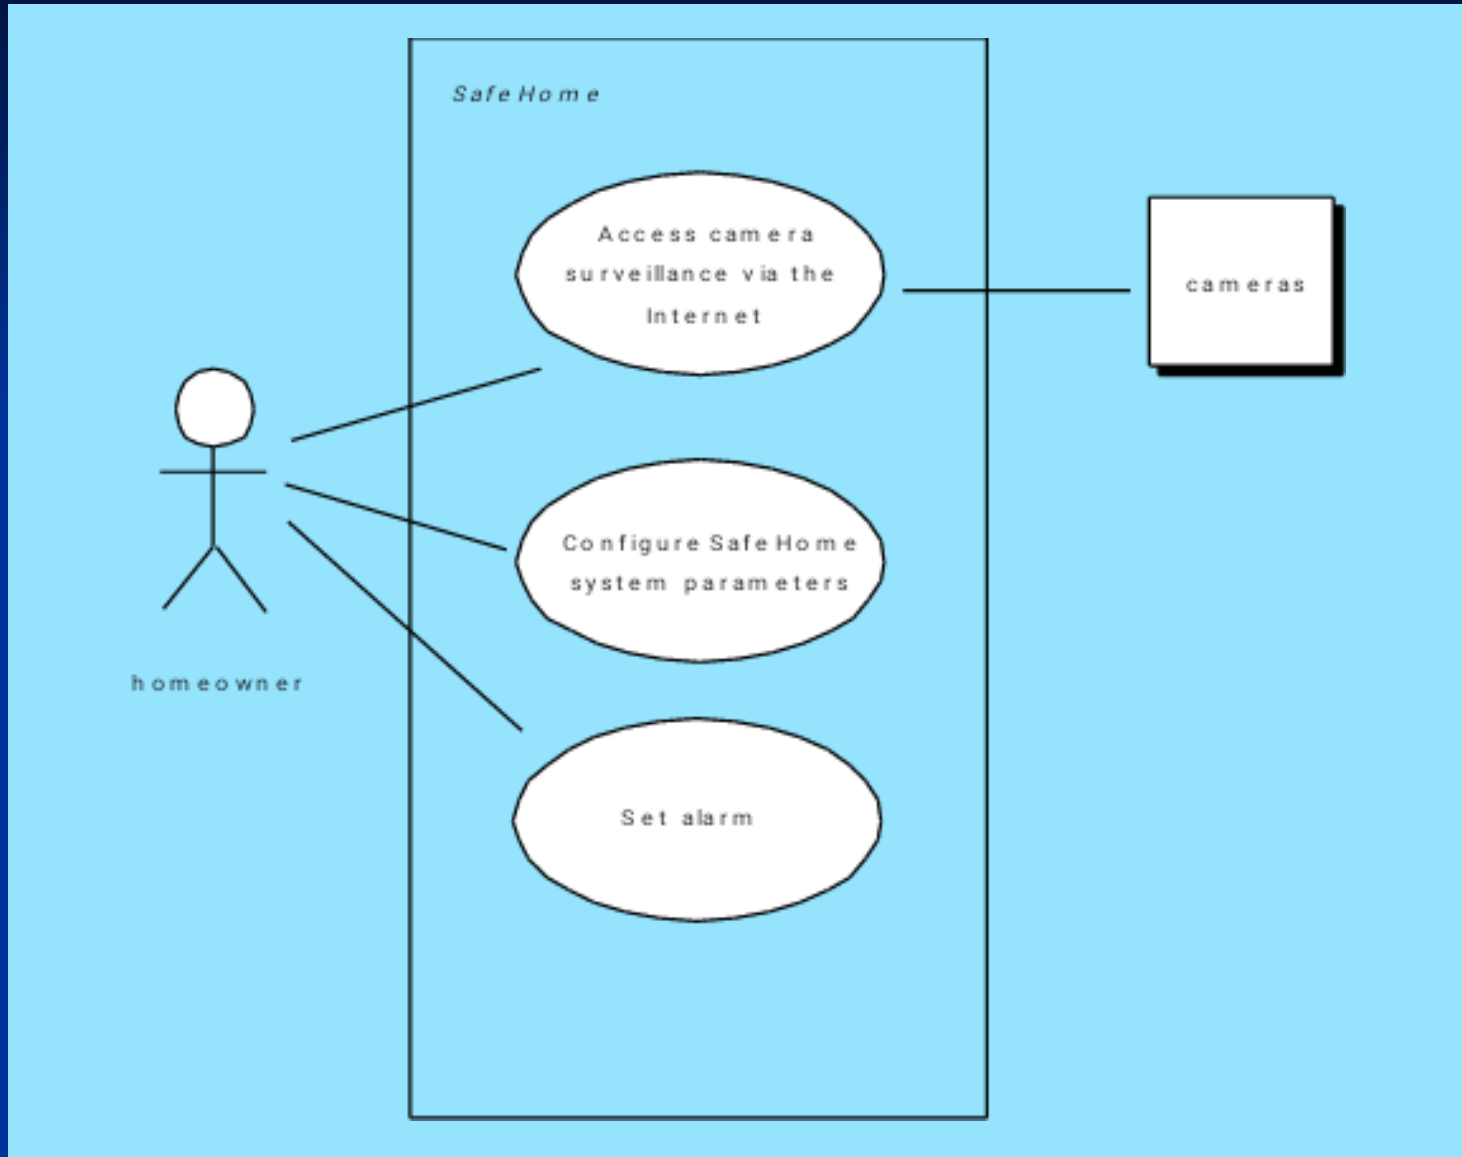 SafeHome
Access camera
surveillance via the
Internet
cameras
Configure SafeHome
system parameters
homeowner
Set alarm